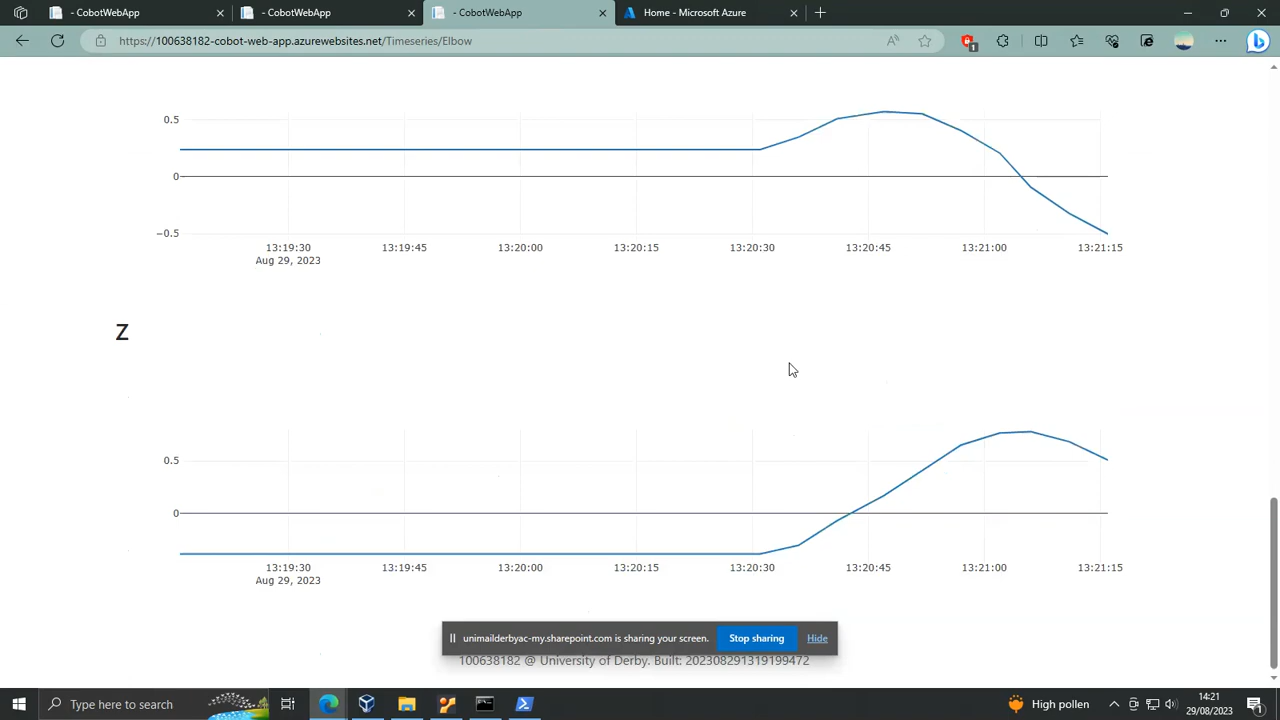 - CobotWebApp
- CobotWebApp
- CobotWebApp
Home - Microsoft Azure
https://100638182-cobot-web-app.azurewebsites.net/Timeseries/Elbow
1
0.5
0
−0.5
13:19:30 13:19:45 13:20:00 13:20:15 13:20:30 13:20:45 13:21:00 13:21:15
Aug 29, 2023
Z
0.5
0
13:19:30 13:19:45 13:20:00 13:20:15 13:20:30 13:20:45 13:21:00 13:21:15
Aug 29, 2023
unimailderbyac-my.sharepoint.com is sharing your screen. Stop sharing Hide
100638182 @ University of Derby. Built: 202308291319199472
Type here to search
High pollen
14:21
29/08/2023
1